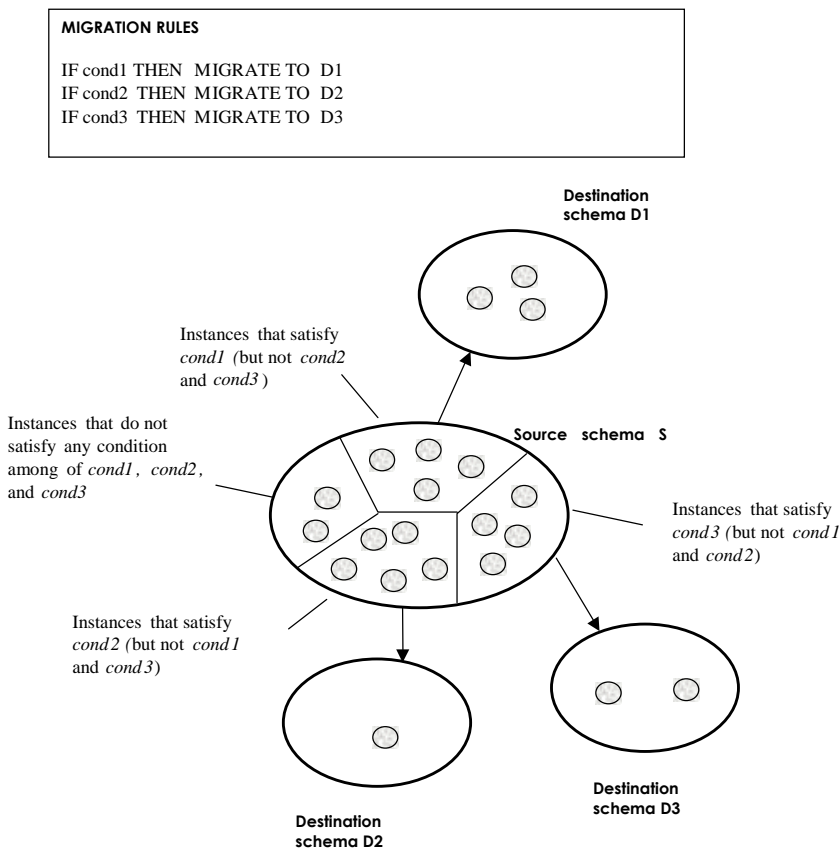 MIGRATION RULES
IF cond1 THEN MIGRATE TO D1
IF cond2 THEN MIGRATE TO D2
IF cond3 THEN MIGRATE TO D3
Destination
schema D1
Instances that satisfy
cond1 (but not cond2
and cond3)
Instances that do not
satisfy any condition
among of cond1, cond2,
and cond3
Source schema S
Instances that satisfy
cond3 (but not cond1
and cond2)
Instances that satisfy
cond2 (but not cond1
and cond3)
Destination
schema D3
Destination
schema D2